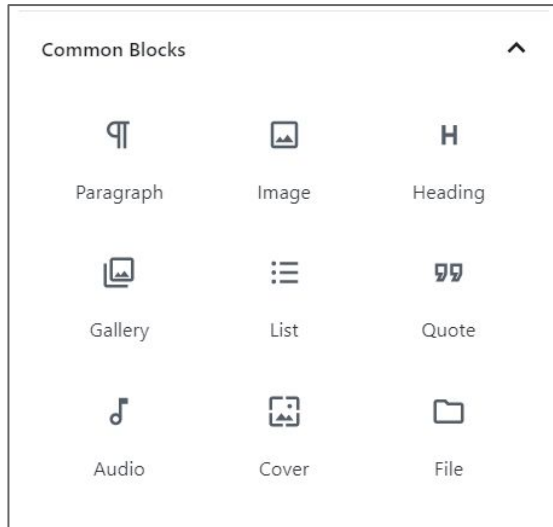 Common Blocks
Paragraph Image Heading
Gallery List Quote
Audio Cover File